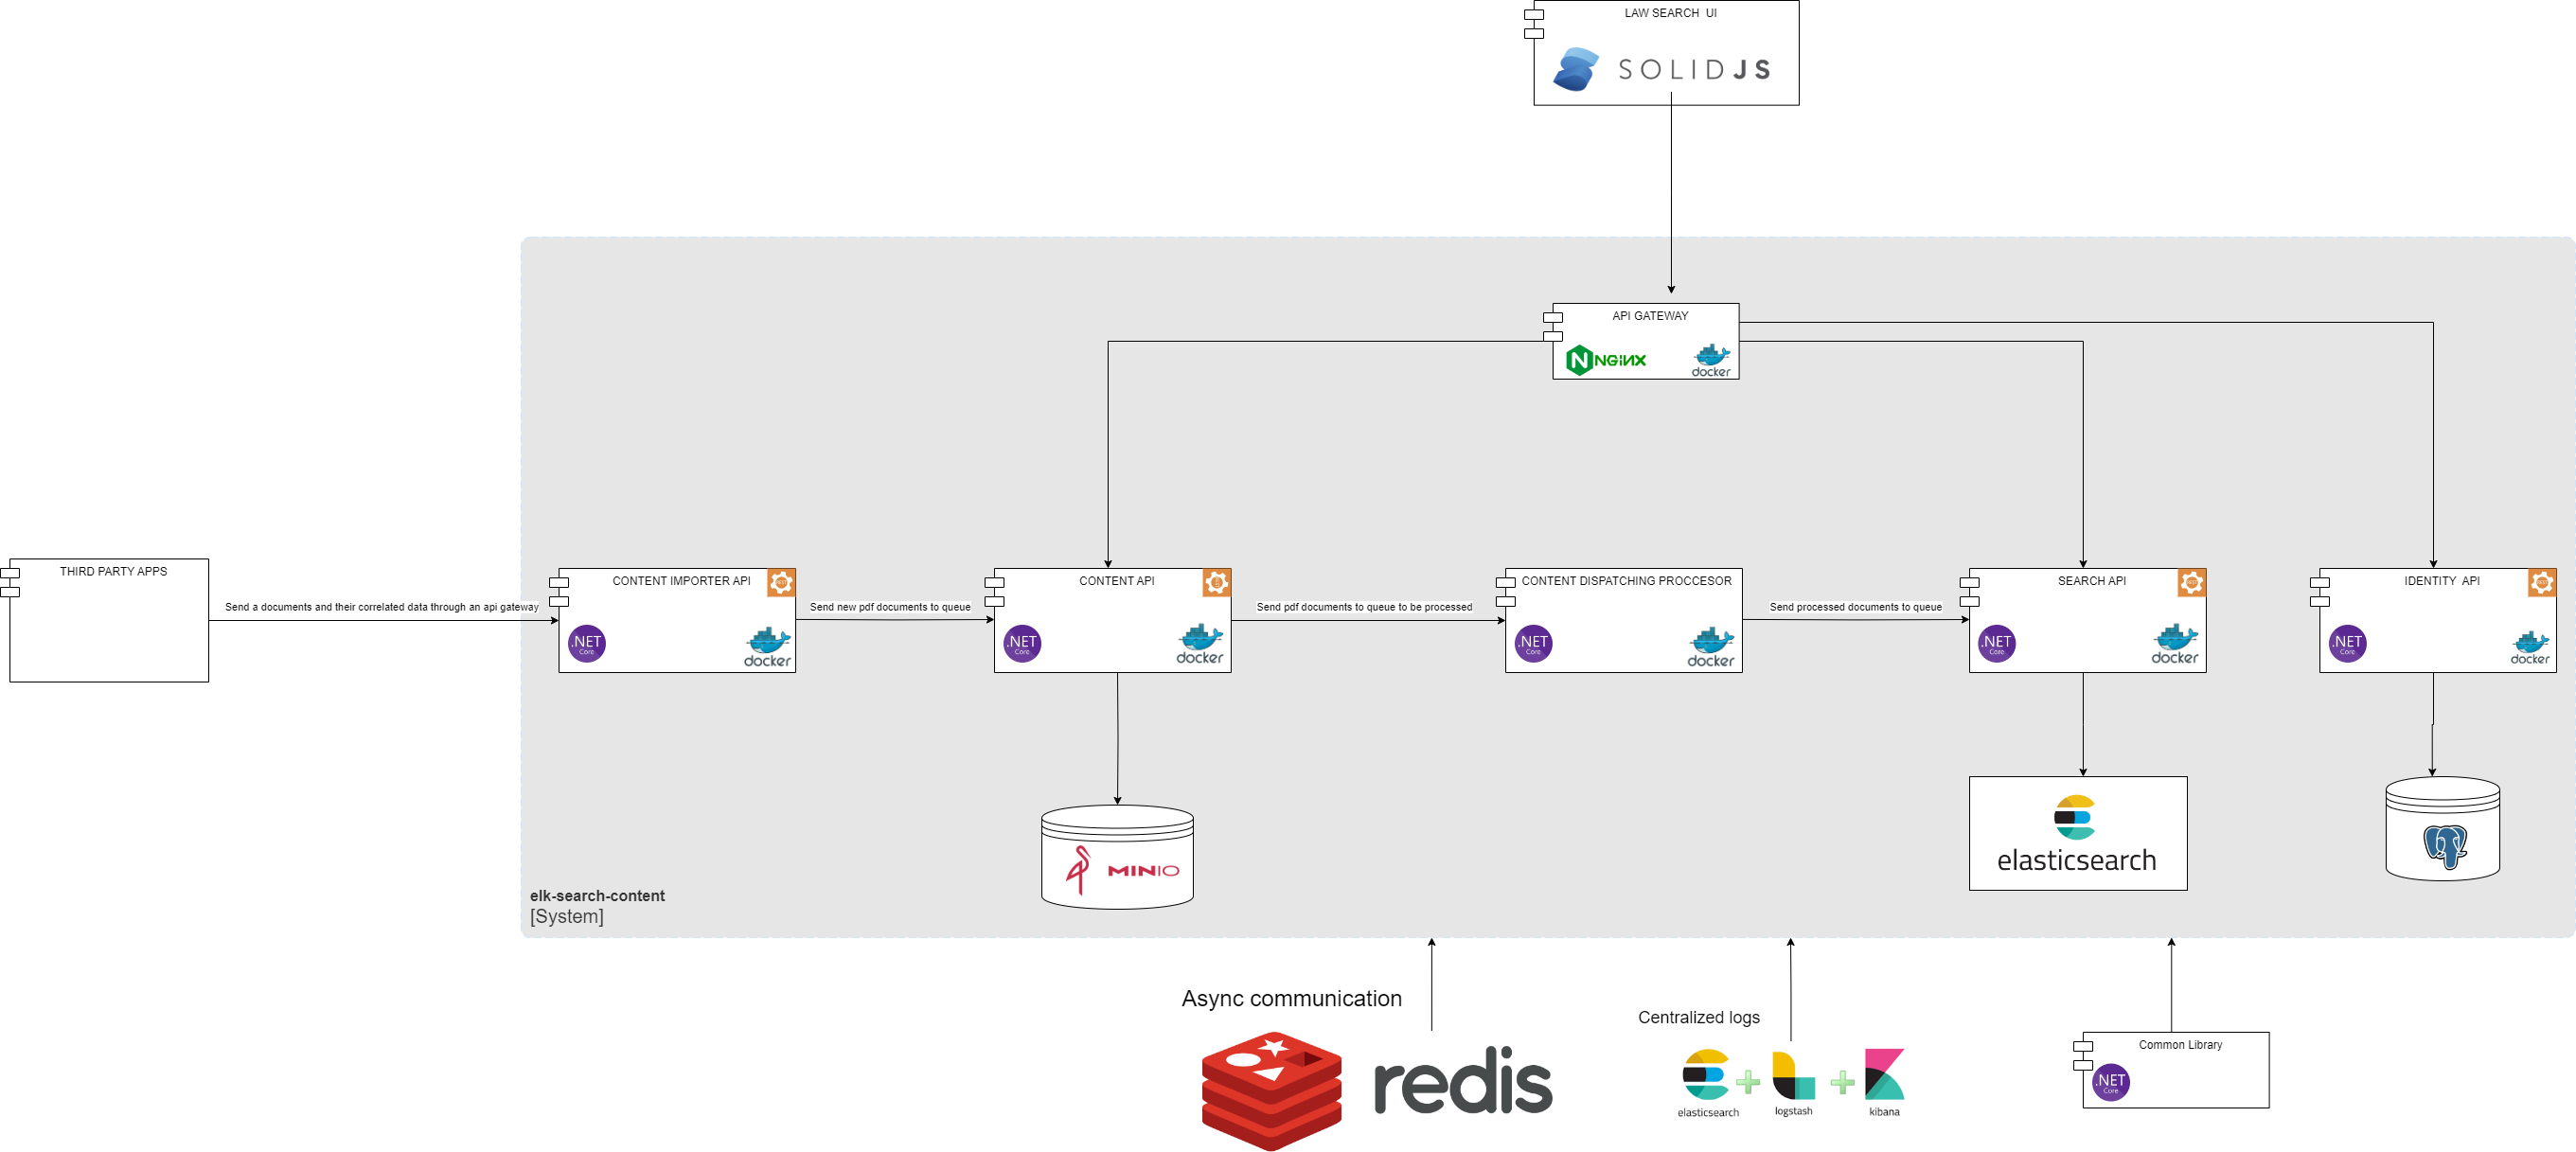 LAW SEARCH UI
SOLIDJS
API GATEWAY
NGINX
docker
THIRD PARTY APPS
Send a documents and their correlated data through an api gateway
CONTENT IMPORTER API
.NET
Core
docker
Send new pdf documents to queue
CONTENT API
.NET
Core
docker
Send pdf documents to queue to be processed
CONTENT DISPATCHING PROCCESOR
.NET
Core
docker
Send processed documents to queue
SEARCH API
.NET
Core
docker
IDENTITY API
.NET
Core
docker
MINIO
elasticsearch
elk-search-content
[System]
Async communication
redis
Centralized logs
elasticsearch
logstash
kibana
Common Library
.NET
Core